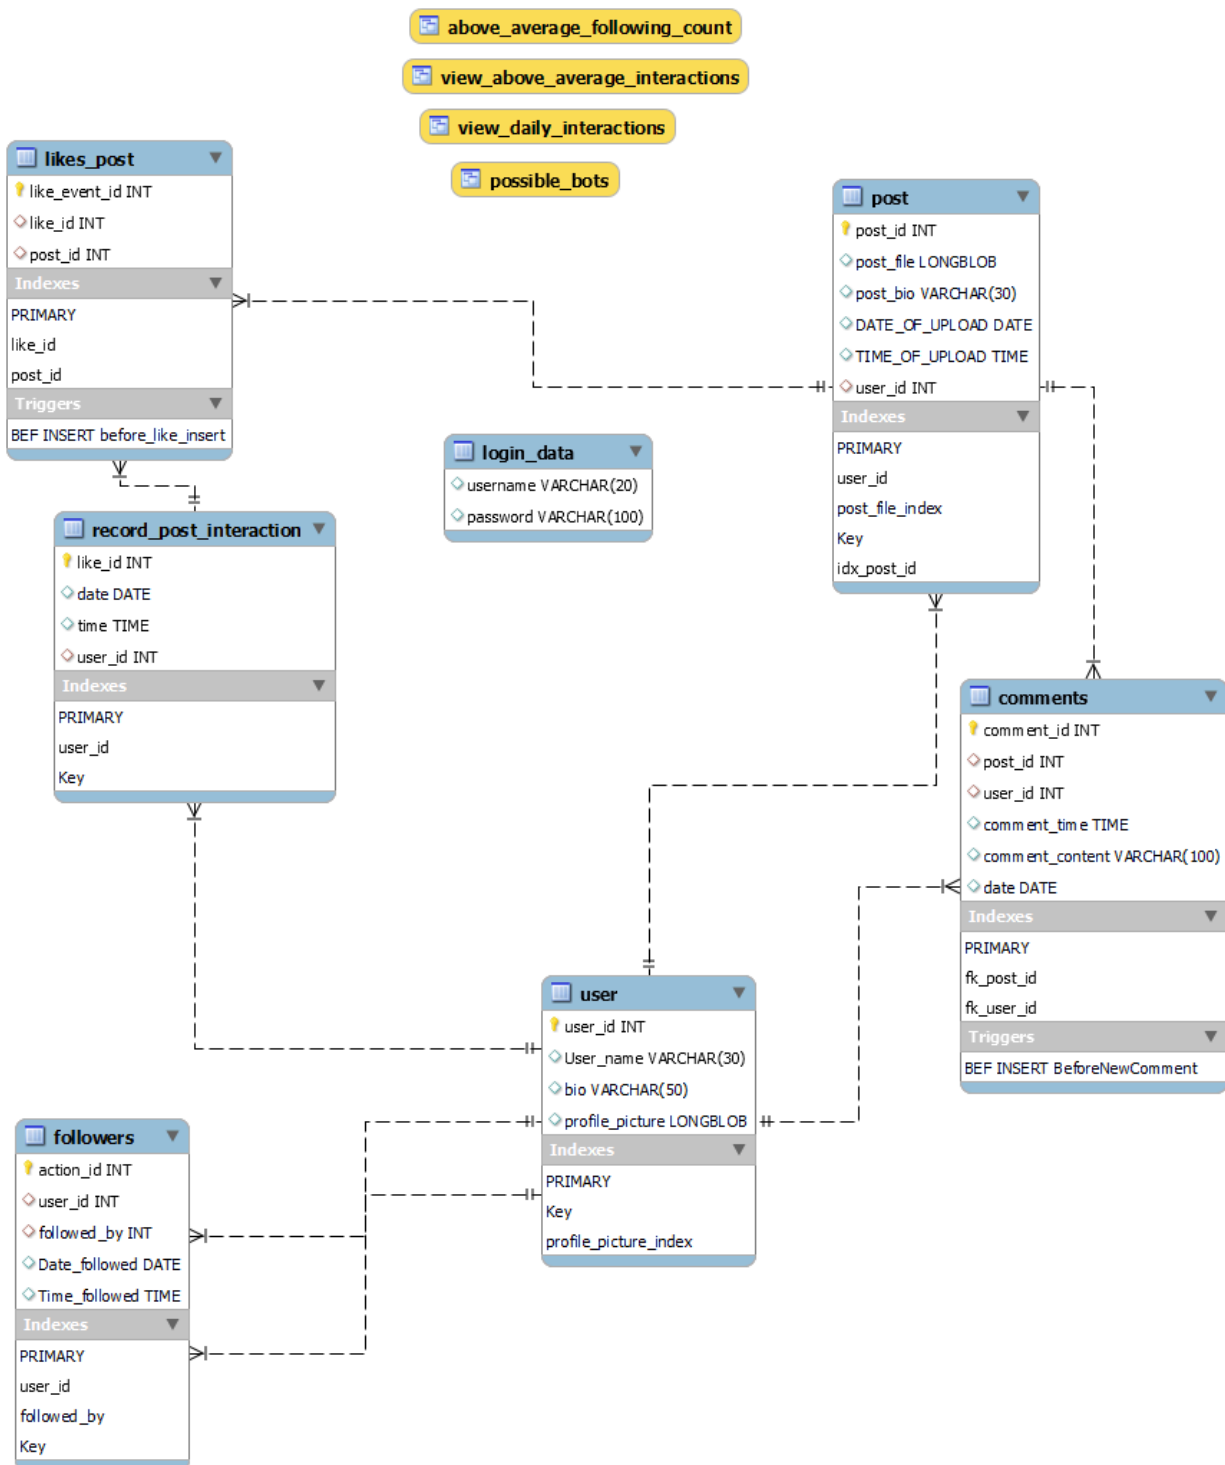 above_average_following_count
view_above_average_interactions
view_daily_interactions
possible_bots
likes_post
like_event_id INT
like_id INT
post_id INT
Indexes
PRIMARY
like_id
post_id
Triggers
BEF INSERT before_like_insert
post
post_id INT
post_file LONGBLOB
post_bio VARCHAR(30)
DATE_OF_UPLOAD DATE
TIME_OF_UPLOAD TIME
user_id INT
Indexes
PRIMARY
user_id
post_file_index
Key
idx_post_id
login_data
username VARCHAR(20)
password VARCHAR(100)
record_post_interaction
like_id INT
date DATE
time TIME
user_id INT
Indexes
PRIMARY
user_id
Key
comments
comment_id INT
post_id INT
user_id INT
comment_time TIME
comment_content VARCHAR(100)
date DATE
Indexes
PRIMARY
fk_post_id
fk_user_id
Triggers
BEF INSERT BeforeNewComment
user
user_id INT
User_name VARCHAR(30)
bio VARCHAR(50)
profile_picture LONGBLOB
Indexes
PRIMARY
Key
profile_picture_index
followers
action_id INT
user_id INT
followed_by INT
Date_followed DATE
Time_followed TIME
Indexes
PRIMARY
user_id
followed_by
Key